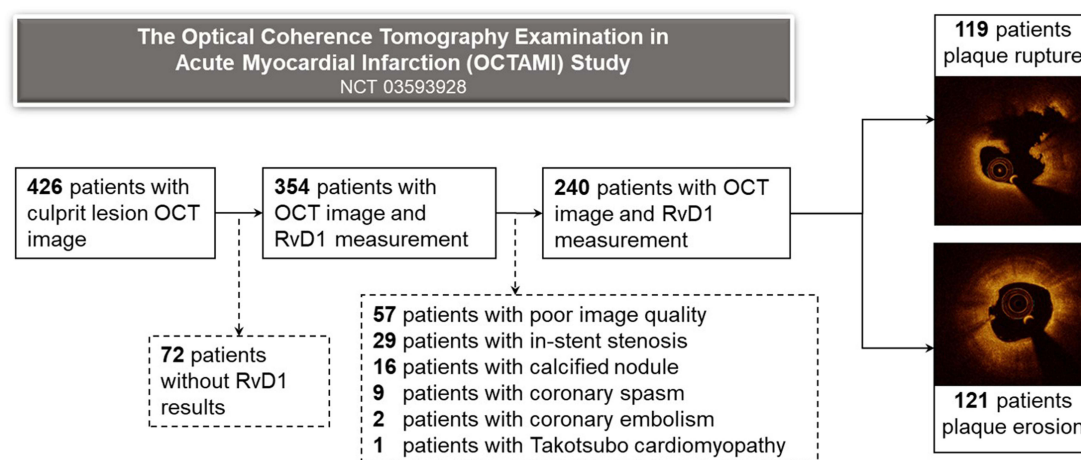 The Optical Coherence Tomography Examination in
Acute Myocardial Infarction (OCTAMI) Study
NCT 03593928
119 patients
plaque rupture
426 patients with
culprit lesion OCT
image
354 patients with
OCT image and
RvD1 measurement
240 patients with OCT
image and RvD1
measurement
72 patients
without RvD1
results
57 patients with poor image quality
29 patients with in-stent stenosis
16 patients with calcified nodule
9 patients with coronary spasm
2 patients with coronary embolism
1 patients with Takotsubo cardiomyopathy
121 patients
plaque erosion